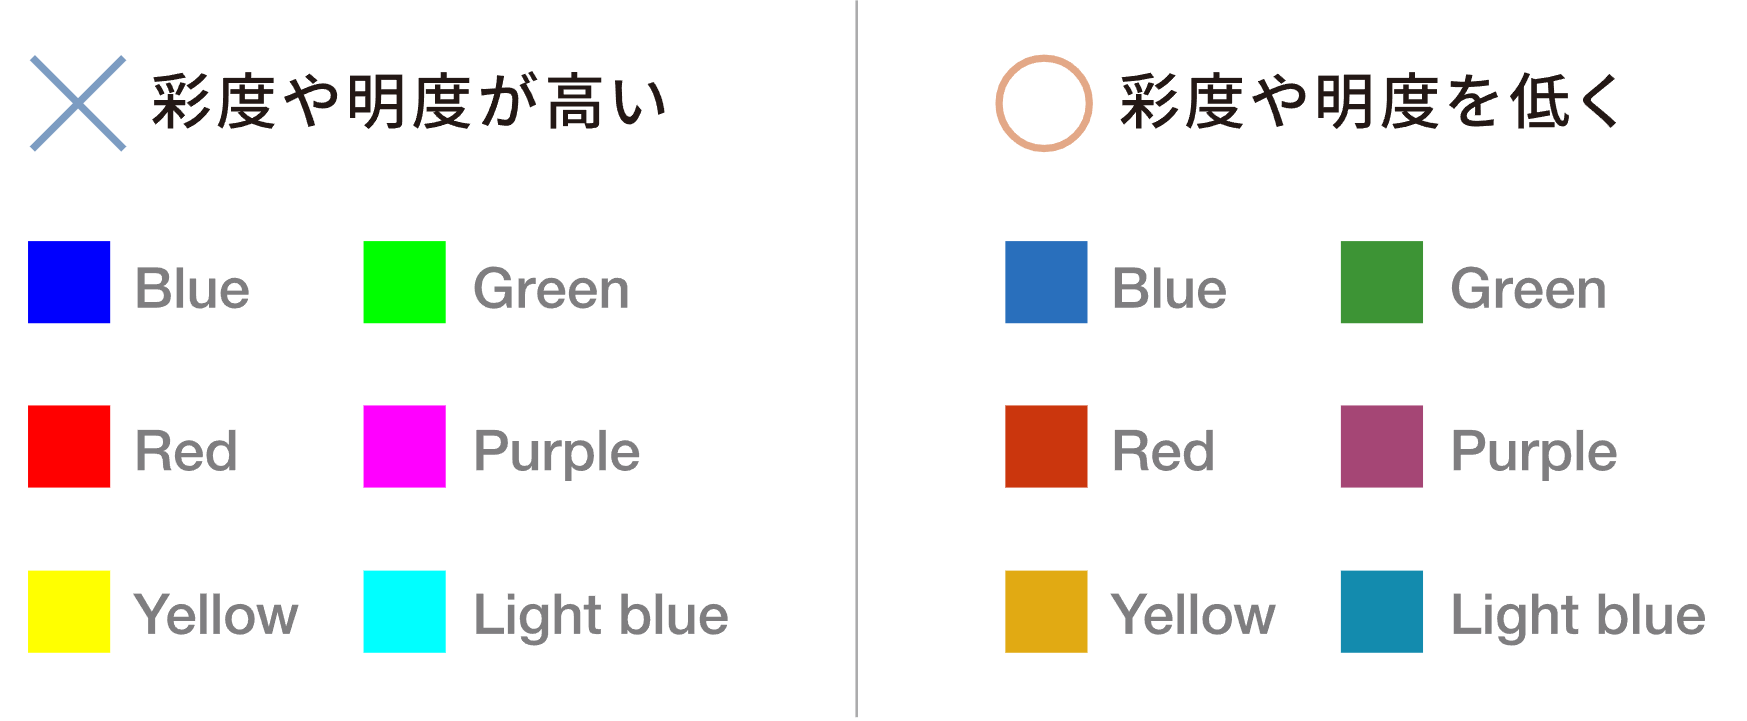 彩度や明度が高い
Blue
Green
Red
Purple
Yellow
Light blue
彩度や明度を低く
Blue
Green
Red
Purple
Yellow
Light blue